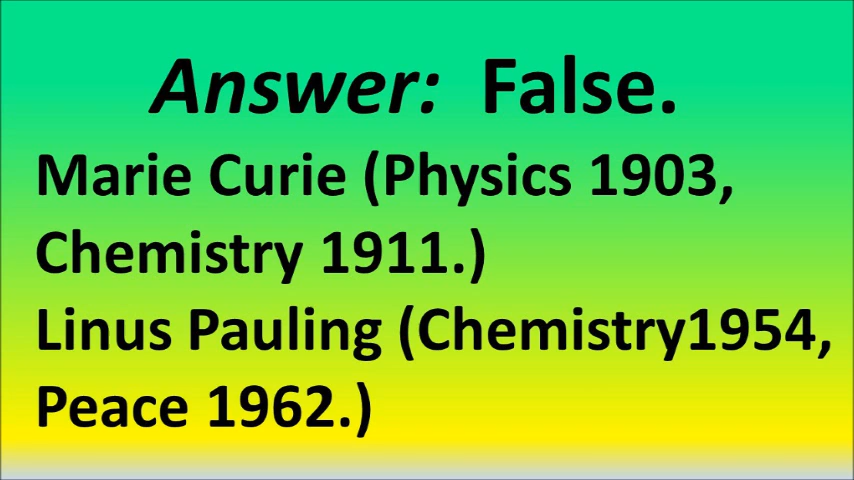 Answer: False.
Marie Curie (Physics 1903,
Chemistry 1911.)
Linus Pauling (Chemistry1954,
Peace 1962.)